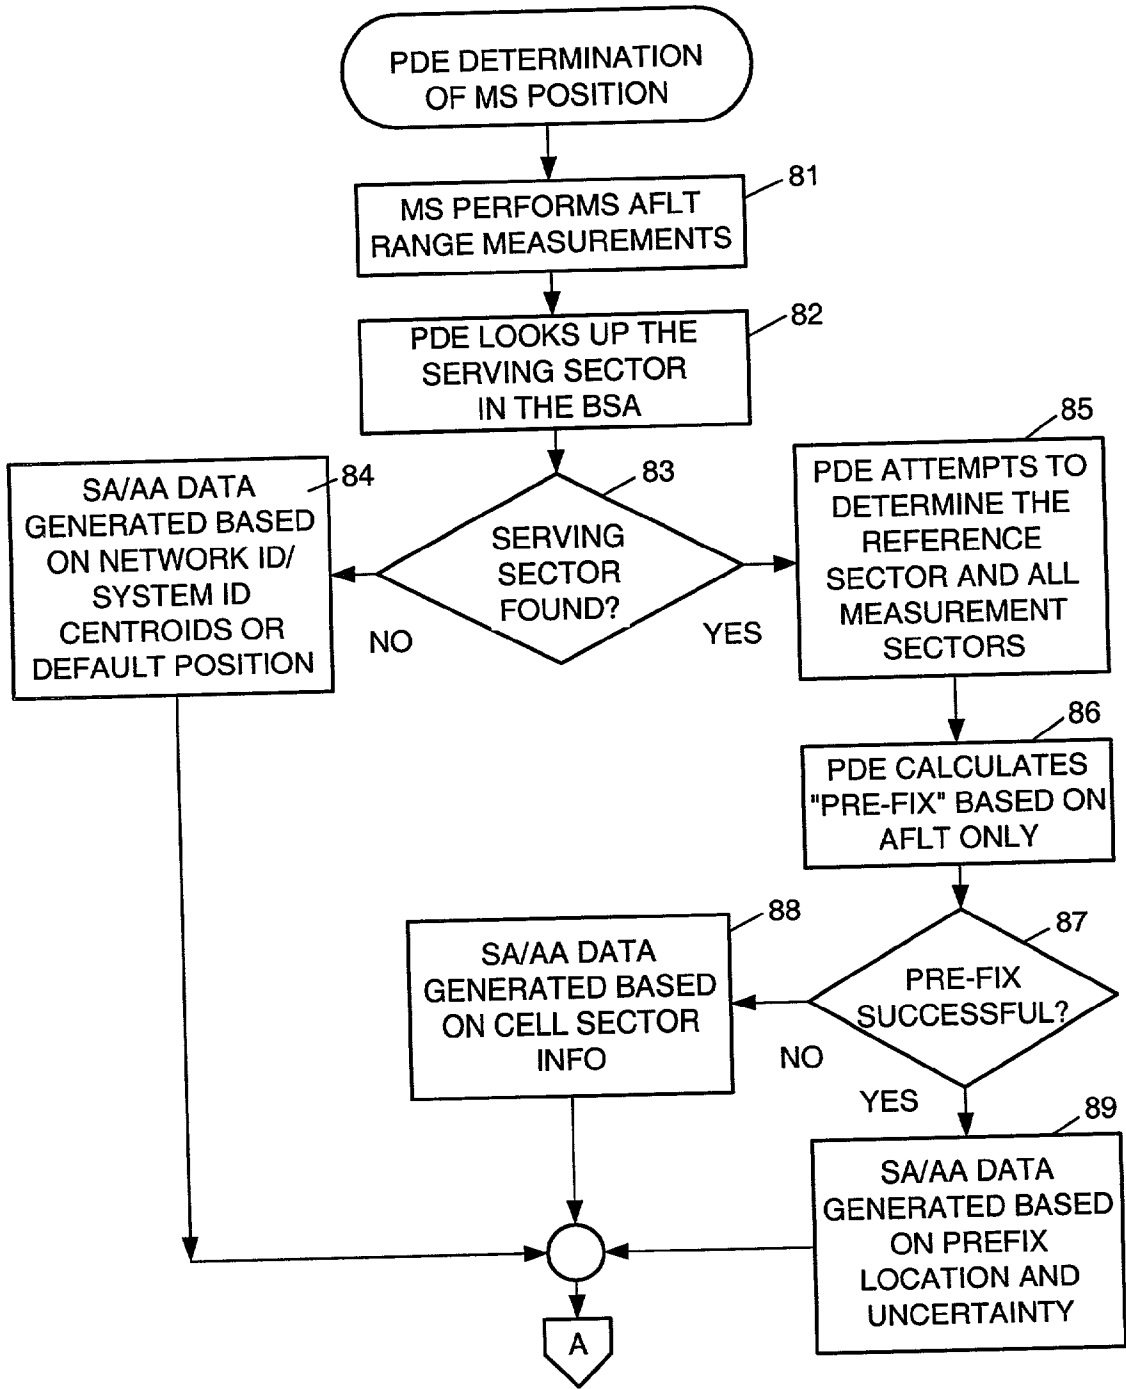 PDE DETERMINATION
OF MS POSITION
81
MS PERFORMS AFLT
RANGE MEASUREMENTS
82
PDE LOOKS UP THE
SERVING SECTOR
IN THE BSA
83
SERVING
SECTOR
FOUND?
NO
YES
84
SA/AA DATA
GENERATED BASED
ON NETWORK ID/
SYSTEM ID
CENTROIDS OR
DEFAULT POSITION
85
PDE ATTEMPTS TO
DETERMINE THE
REFERENCE
SECTOR AND ALL
MEASUREMENT
SECTORS
86
PDE CALCULATES
"PRE-FIX" BASED ON
AFLT ONLY
87
PRE-FIX
SUCCESSFUL?
NO
YES
88
SA/AA DATA
GENERATED BASED
ON CELL SECTOR
INFO
89
SA/AA DATA
GENERATED BASED
ON PREFIX
LOCATION AND
UNCERTAINTY
A